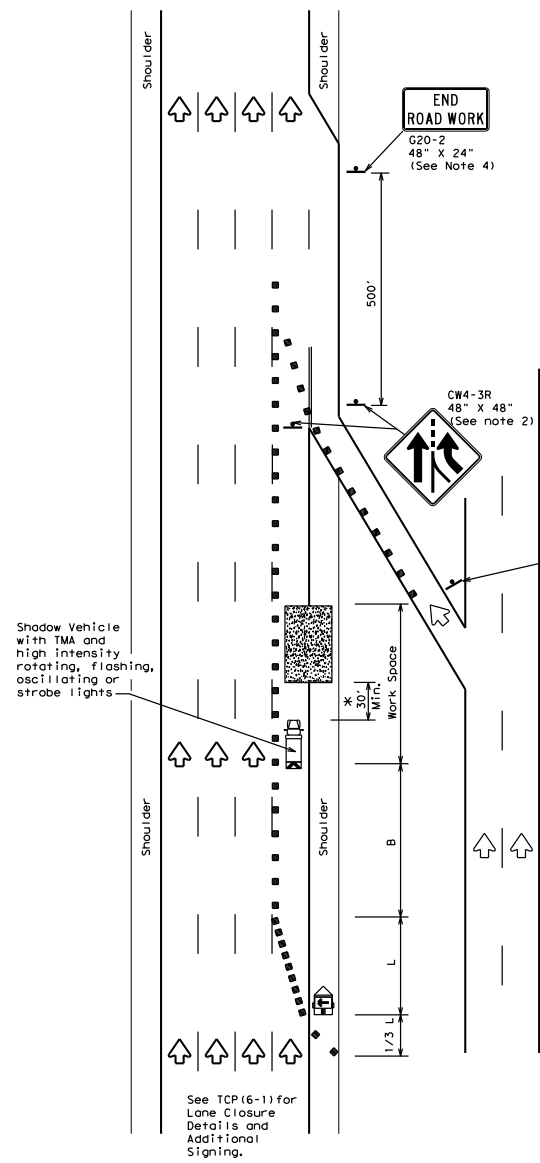 Shoulder
Shoulder
END
ROAD WORK
G20-2
48" X 24"
(See Note 4)
500'
CW4-3R
48" X 48"
(See note 2)
Shadow Vehicle
with TMA and
high intensity
rotating, flashing,
oscillating or
strobe lights
*
30'
Min.
Work Space
Shoulder
Shoulder
B
L
1/3 L
See TCP(6-1)for
Lane Closure
Details and
Additional
Signing.